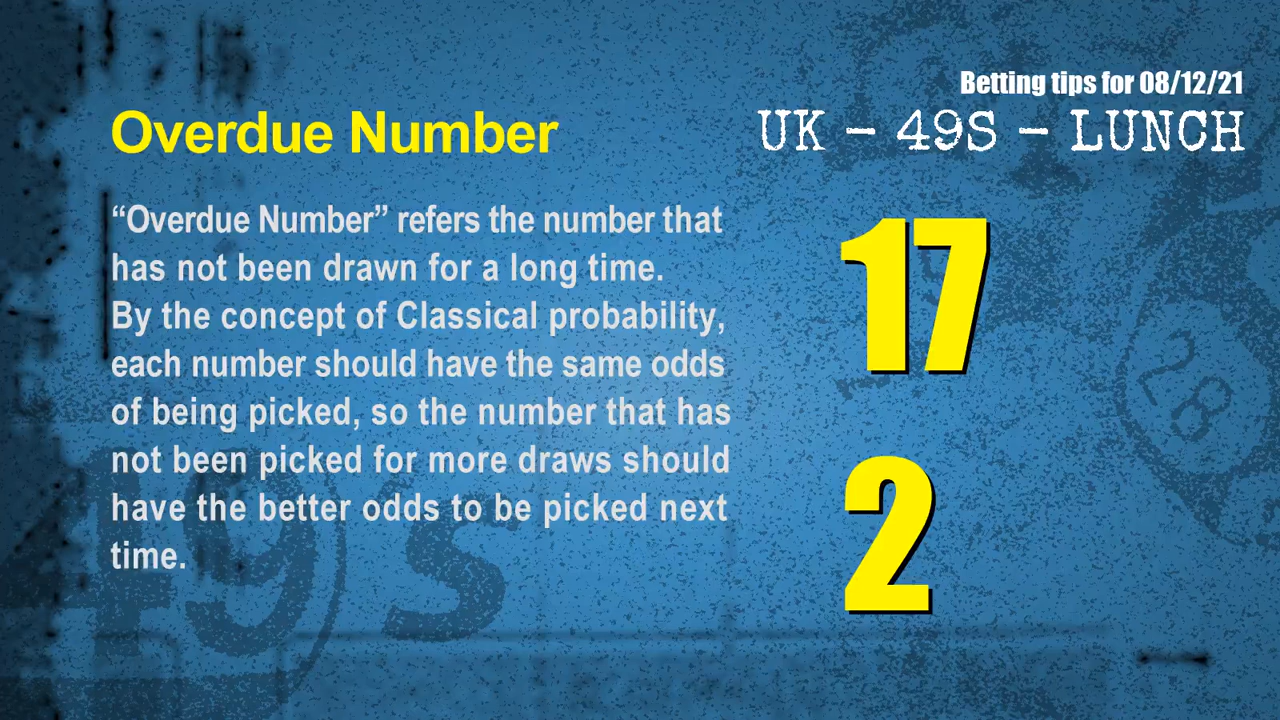 Betting tips for 08/12/21
UK - 49S - LUNCH
Overdue Number
“Overdue Number” refers the number that
has not been drawn for a long time.
By the concept of Classical probability,
each number should have the same odds
of being picked, so the number that has
not been picked for more draws should
have the better odds to be picked next
time.
17
2
28
49s